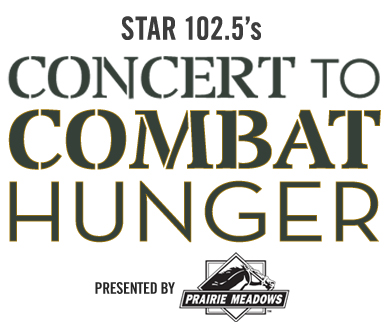 STAR 102.5's
CONCERT TO
COMBAT
HUNGER
PRESENTED BY
PRAIRIE MEADOWS